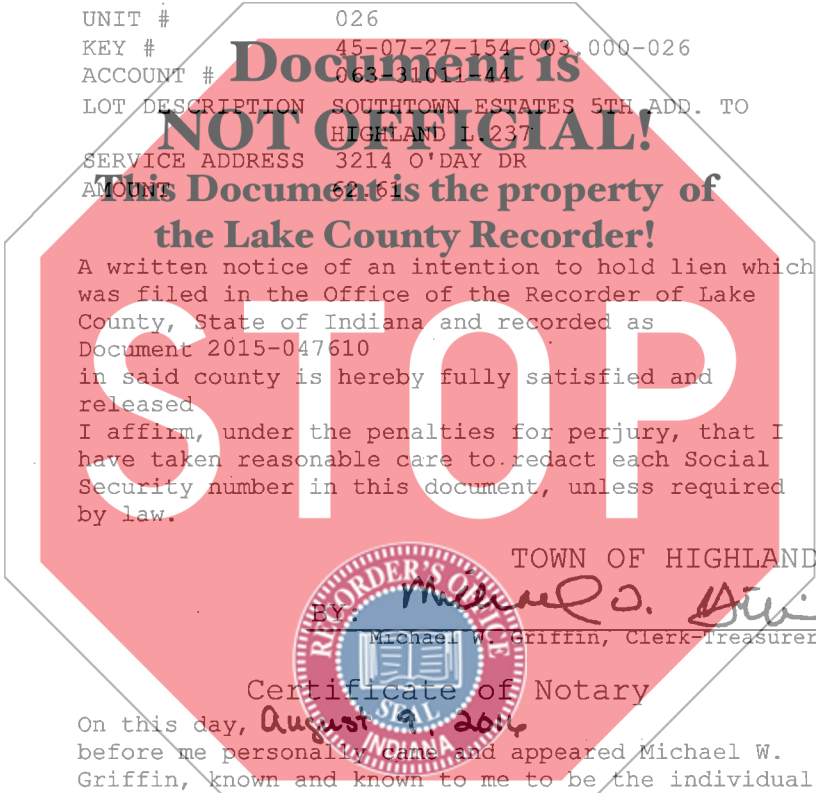 UNIT # 026
KEY # 45-07-27-154-003.000-026
ACCOUNT # 063-31011-44
LOT DESCRIPTION SOUTHTOWN ESTATES 5TH ADD. TO
HIGHLAND L.237
SERVICE ADDRESS 3214 O'DAY DR
AMOUNT 62.61
Document is
NOT OFFICIAL!
This Document is the property of
the Lake County Recorder!
STOP
A written notice of an intention to hold lien which
was filed in the Office of the Recorder of Lake
County, State of Indiana and recorded as
Document 2015-047610
in said county is hereby fully satisfied and
released
I affirm, under the penalties for perjury, that I
have taken reasonable care to redact each Social
Security number in this document, unless required
by law.
TOWN OF HIGHLAND
BY:
Michael W. Griffin, Clerk-Treasurer
RECORDER'S OFFICE
SEAL
INDIANA
Certificate of Notary
On this day, August 9, 2016
before me personally came and appeared Michael W.
Griffin, known and known to me to be the individual